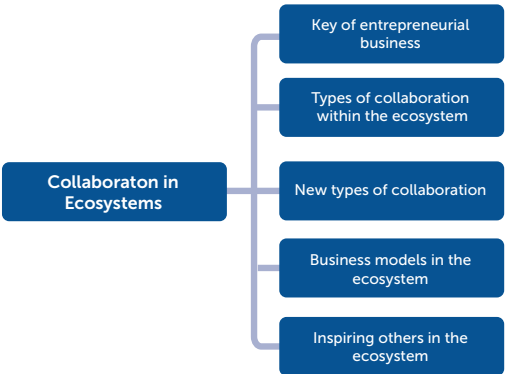 Key of entrepreneurial
business
Types of collaboration
within the ecosystem
Collaboraton in
Ecosystems
New types of collaboration
Business models in the
ecosystem
Inspiring others in the
ecosystem